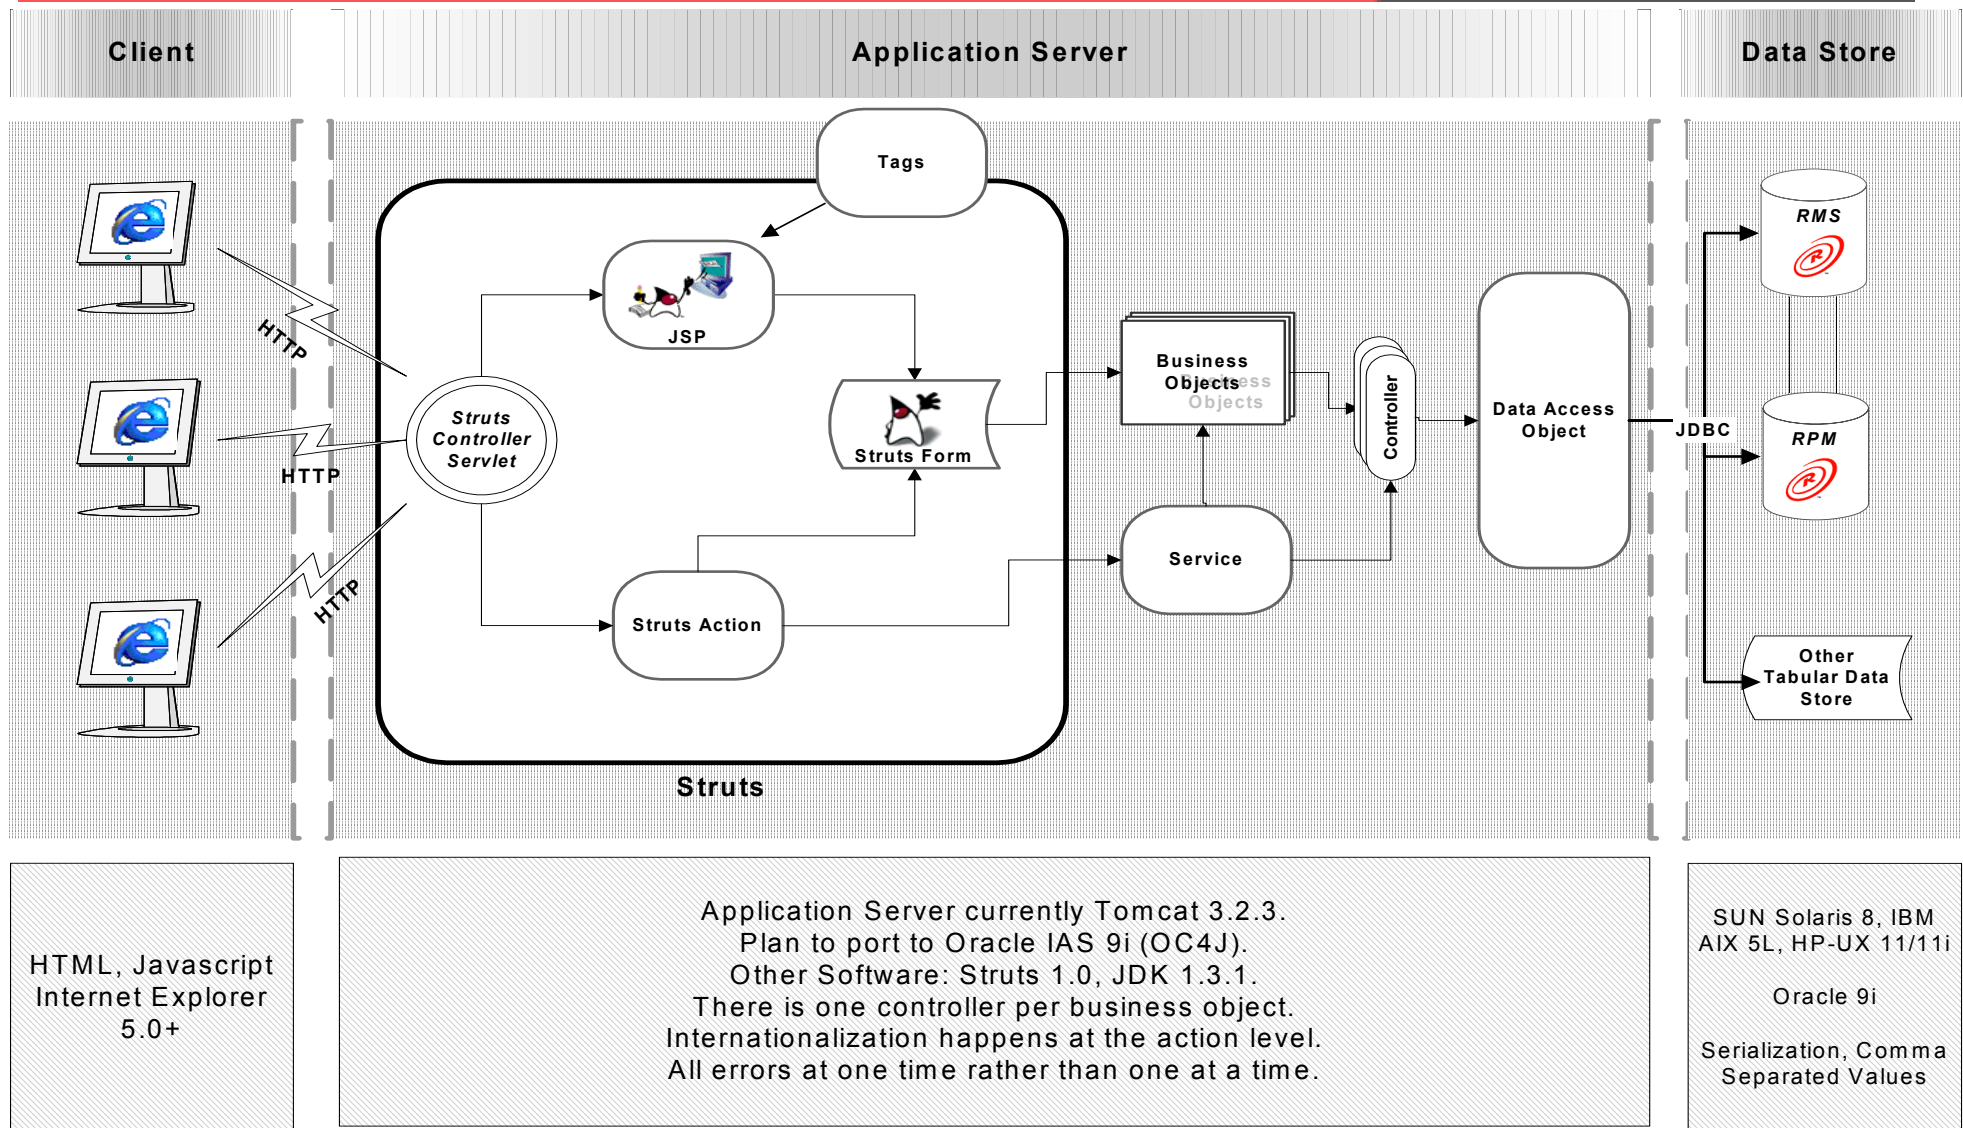 Client
Application Server
Data Store
Tags
JSP
Struts
Controller
Servlet
Struts Form
Struts Action
Struts
HTTP
HTTP
HTTP
Business
Objects
Business
Objects
Controller
Service
Data Access
Object
JDBC
RMS
R
RPM
R
Other
Tabular Data
Store
HTML, Javascript
Internet Explorer
5.0+
Application Server currently Tomcat 3.2.3.
Plan to port to Oracle IAS 9i (OC4J).
Other Software: Struts 1.0, JDK 1.3.1.
There is one controller per business object.
Internationalization happens at the action level.
All errors at one time rather than one at a time.
SUN Solaris 8, IBM
AIX 5L, HP-UX 11/11i
Oracle 9i
Serialization, Comma
Separated Values